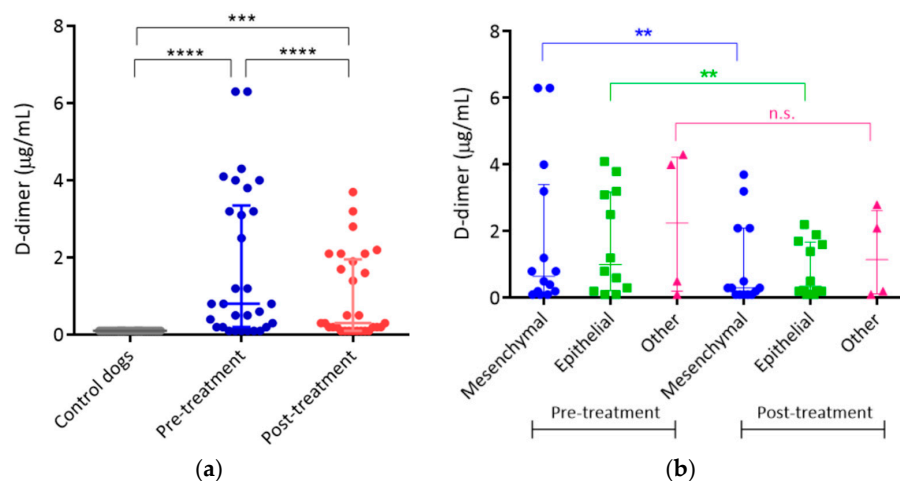 ***
**** ****
D-dimer (µg/mL)
8
6
4
2
0
Control dogs
Pre-treatment
Post-treatment
(a)
**
**
n.s.
D-dimer (µg/mL)
8
6
4
2
0
Mesenchymal
Epithelial
Other
Mesenchymal
Epithelial
Other
Pre-treatment Post-treatment
(b)